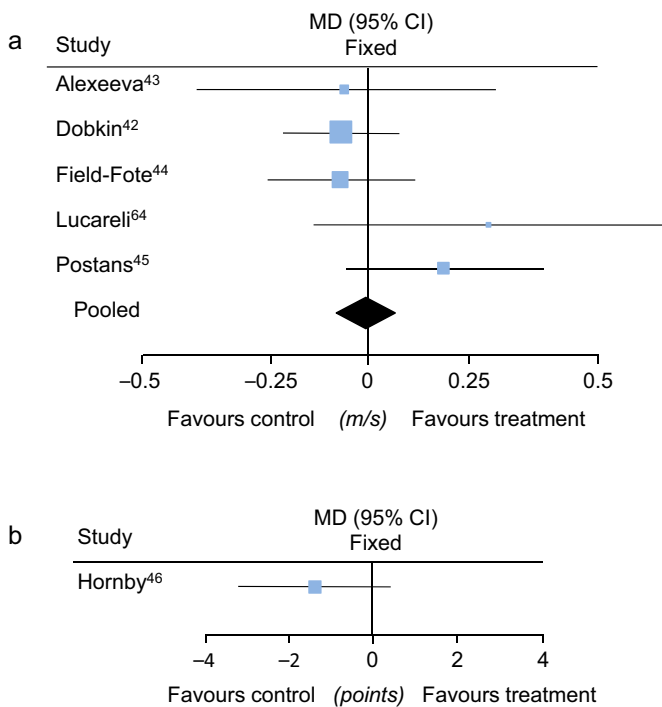 a
MD (95% CI)
Study Fixed
Alexeeva⁴³
Dobkin⁴²
Field-Fote⁴⁴
Lucareli⁶⁴
Postans⁴⁵
Pooled
–0.5 –0.25 0 0.25 0.5
Favours control (m/s) Favours treatment
b
MD (95% CI)
Study Fixed
Hornby⁴⁶
–4 –2 0 2 4
Favours control (points) Favours treatment